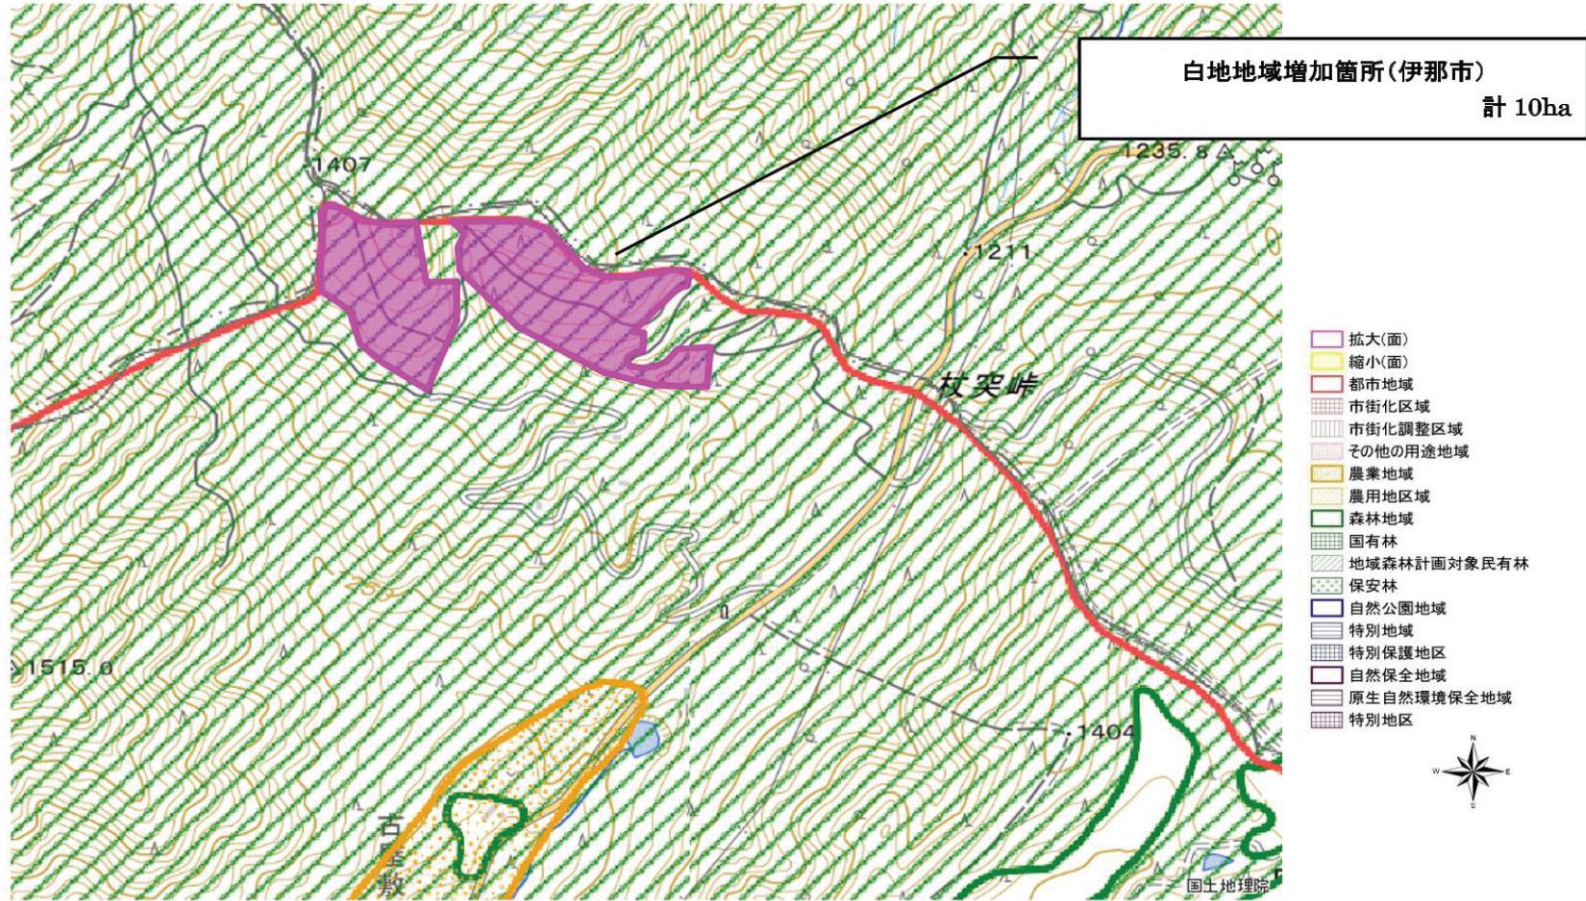 白地地域増加箇所(伊那市)
計 10ha
1407
1235.8
1211
杖突峠
1515.0
1404
古屋敷
国土地理院
拡大(面)
縮小(面)
都市地域
市街化区域
市街化調整区域
その他の用途地域
農業地域
農用地区域
森林地域
国有林
地域森林計画対象民有林
保安林
自然公園地域
特別地域
特別保護地区
自然保全地域
原生自然環境保全地域
特別地区
N
W E
S